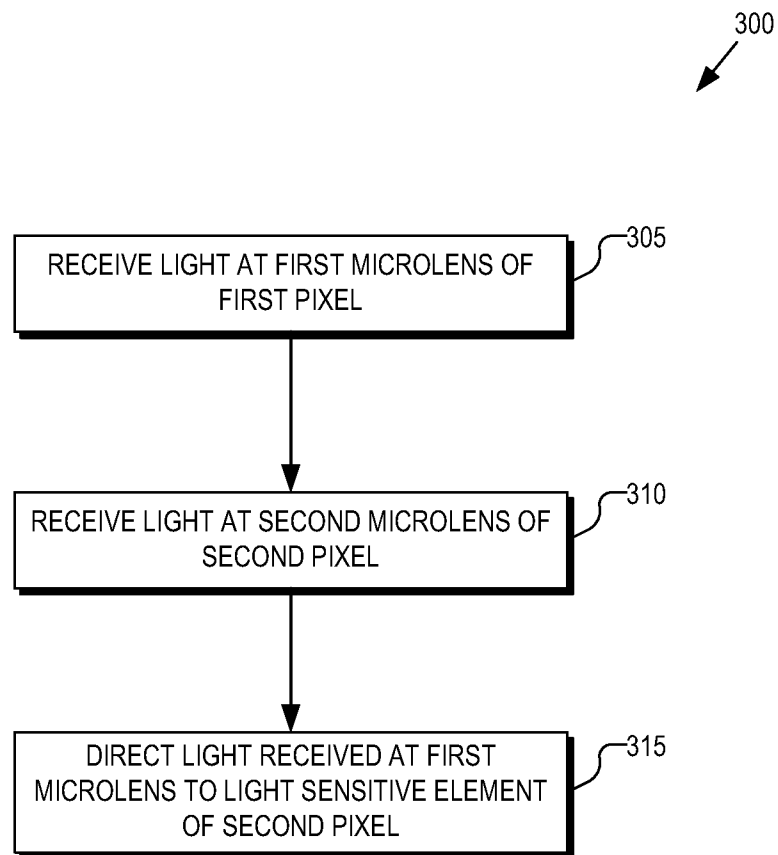 300
RECEIVE LIGHT AT FIRST MICROLENS OF
FIRST PIXEL
305
RECEIVE LIGHT AT SECOND MICROLENS OF
SECOND PIXEL
310
DIRECT LIGHT RECEIVED AT FIRST
MICROLENS TO LIGHT SENSITIVE ELEMENT
OF SECOND PIXEL
315